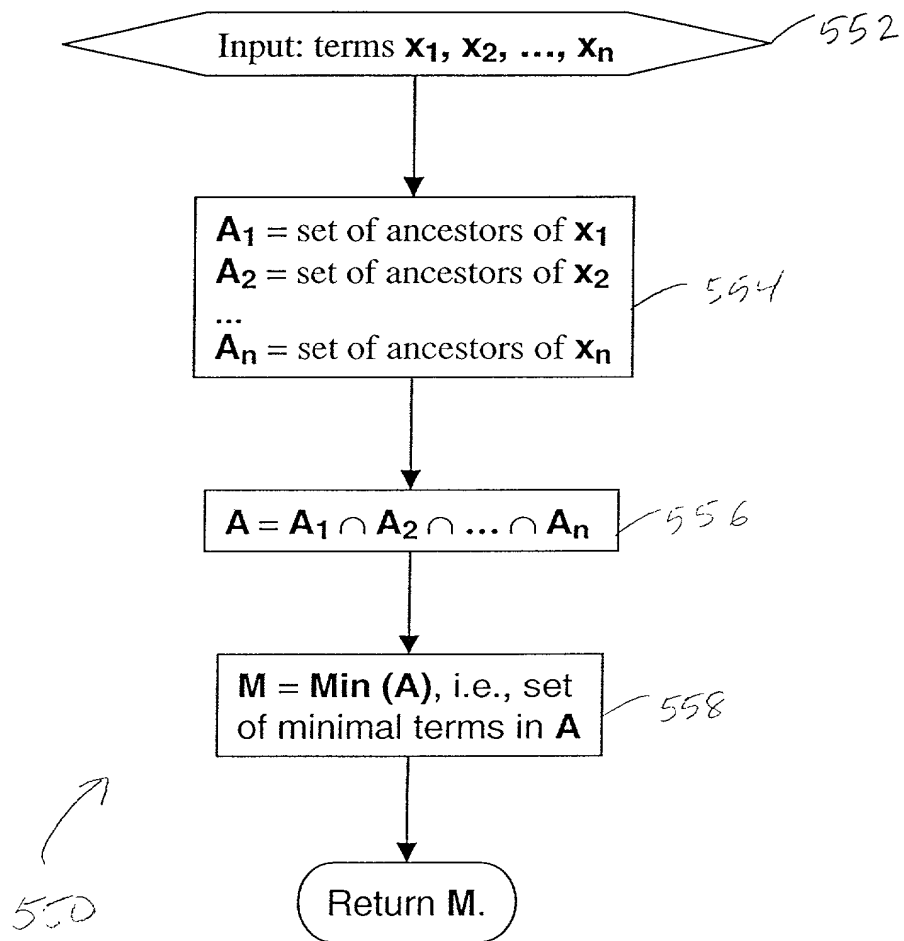 Input: terms x₁, x₂, ..., xₙ
552
A₁ = set of ancestors of x₁
A₂ = set of ancestors of x₂
...
Aₙ = set of ancestors of xₙ
554
A = A₁ ∩ A₂ ∩ ... ∩ Aₙ
556
M = Min (A), i.e., set
of minimal terms in A
558
550
Return M.